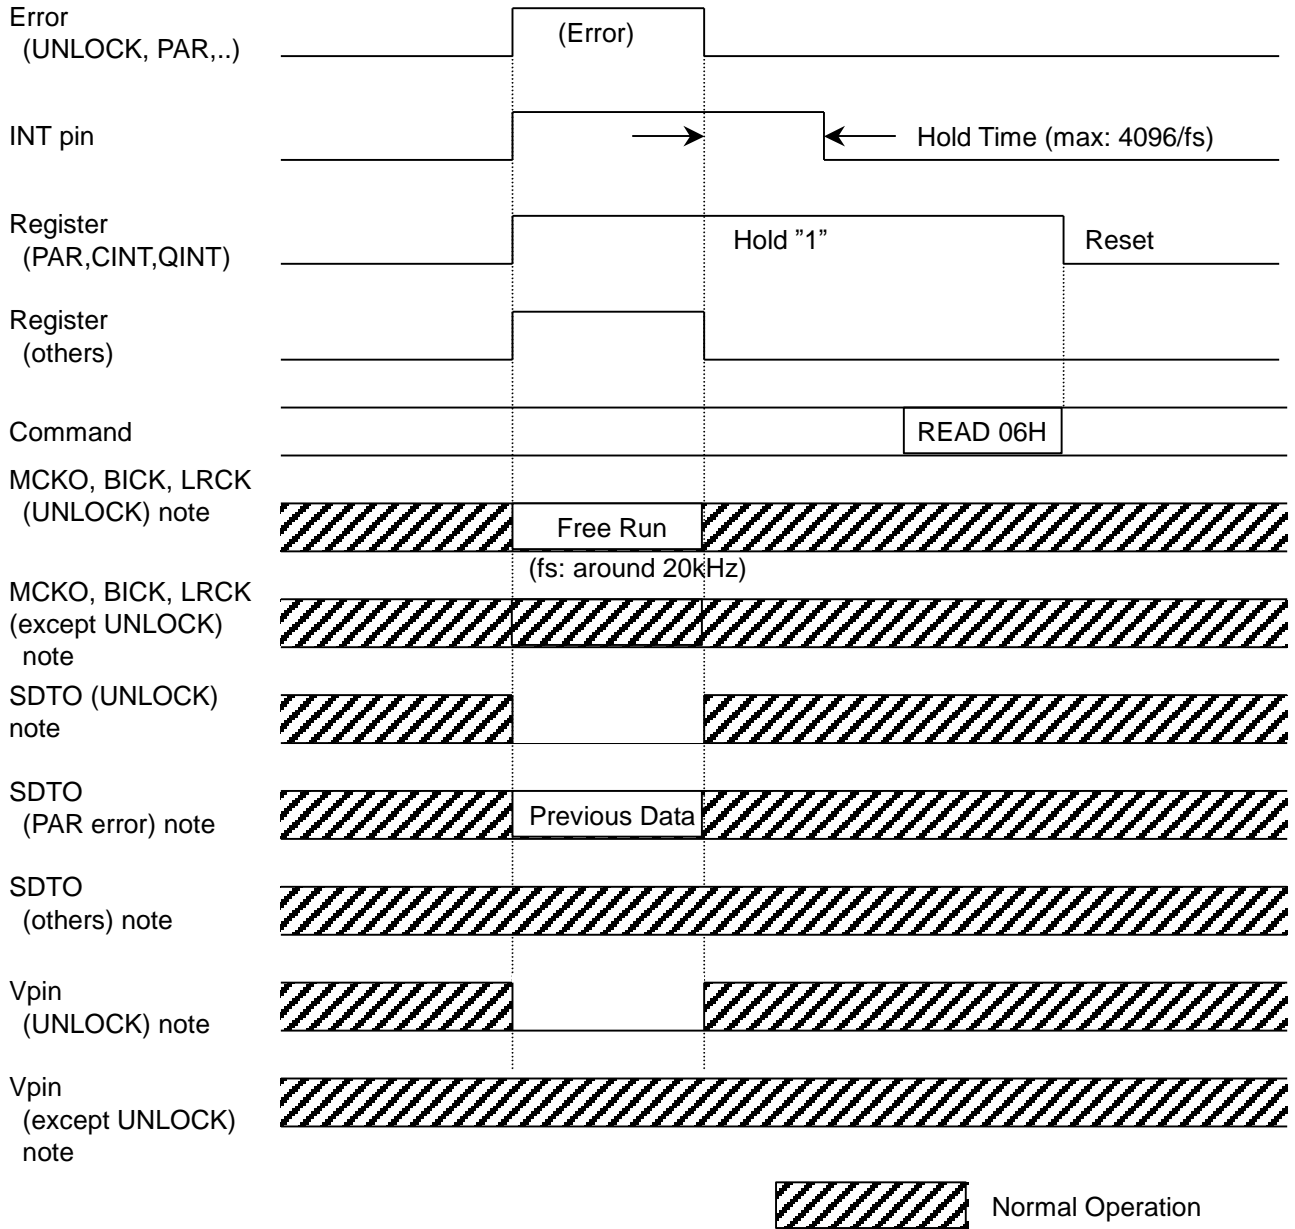 Error
(UNLOCK, PAR,..)
(Error)
INT pin
Hold Time (max: 4096/fs)
Register
(PAR,CINT,QINT)
Hold ”1”
Reset
Register
(others)
Command
READ 06H
MCKO, BICK, LRCK
(UNLOCK) note
Free Run
(fs: around 20kHz)
MCKO, BICK, LRCK
(except UNLOCK)
note
SDTO (UNLOCK)
note
SDTO
(PAR error) note
Previous Data
SDTO
(others) note
Vpin
(UNLOCK) note
Vpin
(except UNLOCK)
note
Normal Operation